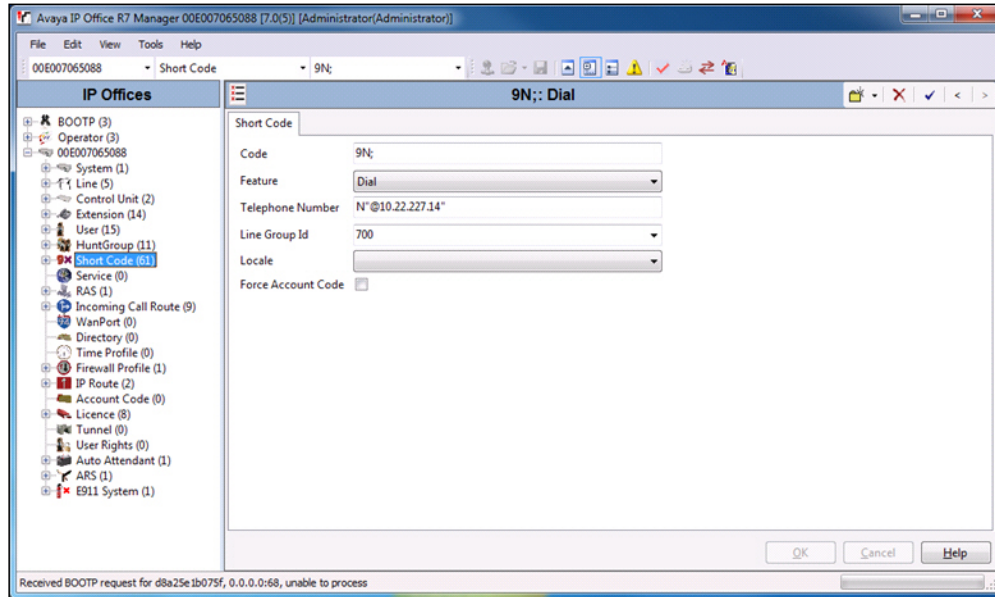 Avaya IP Office R7 Manager 00E007065088 [7.0(5)] [Administrator(Administrator)]
File Edit View Tools Help
00E007065088 Short Code 9N;
IP Offices
9N;: Dial
BOOTP (3)
Operator (3)
00E007065088
System (1)
Line (5)
Control Unit (2)
Extension (14)
User (15)
HuntGroup (11)
Short Code (61)
Service (0)
RAS (1)
Incoming Call Route (9)
WanPort (0)
Directory (0)
Time Profile (0)
Firewall Profile (1)
IP Route (2)
Account Code (0)
Licence (8)
Tunnel (0)
User Rights (0)
Auto Attendant (1)
ARS (1)
E911 System (1)
Short Code
Code 9N;
Feature Dial
Telephone Number N"@10.22.227.14"
Line Group Id 700
Locale
Force Account Code
OK Cancel Help
Received BOOTP request for d8a25e1b075f, 0.0.0.0:68, unable to process